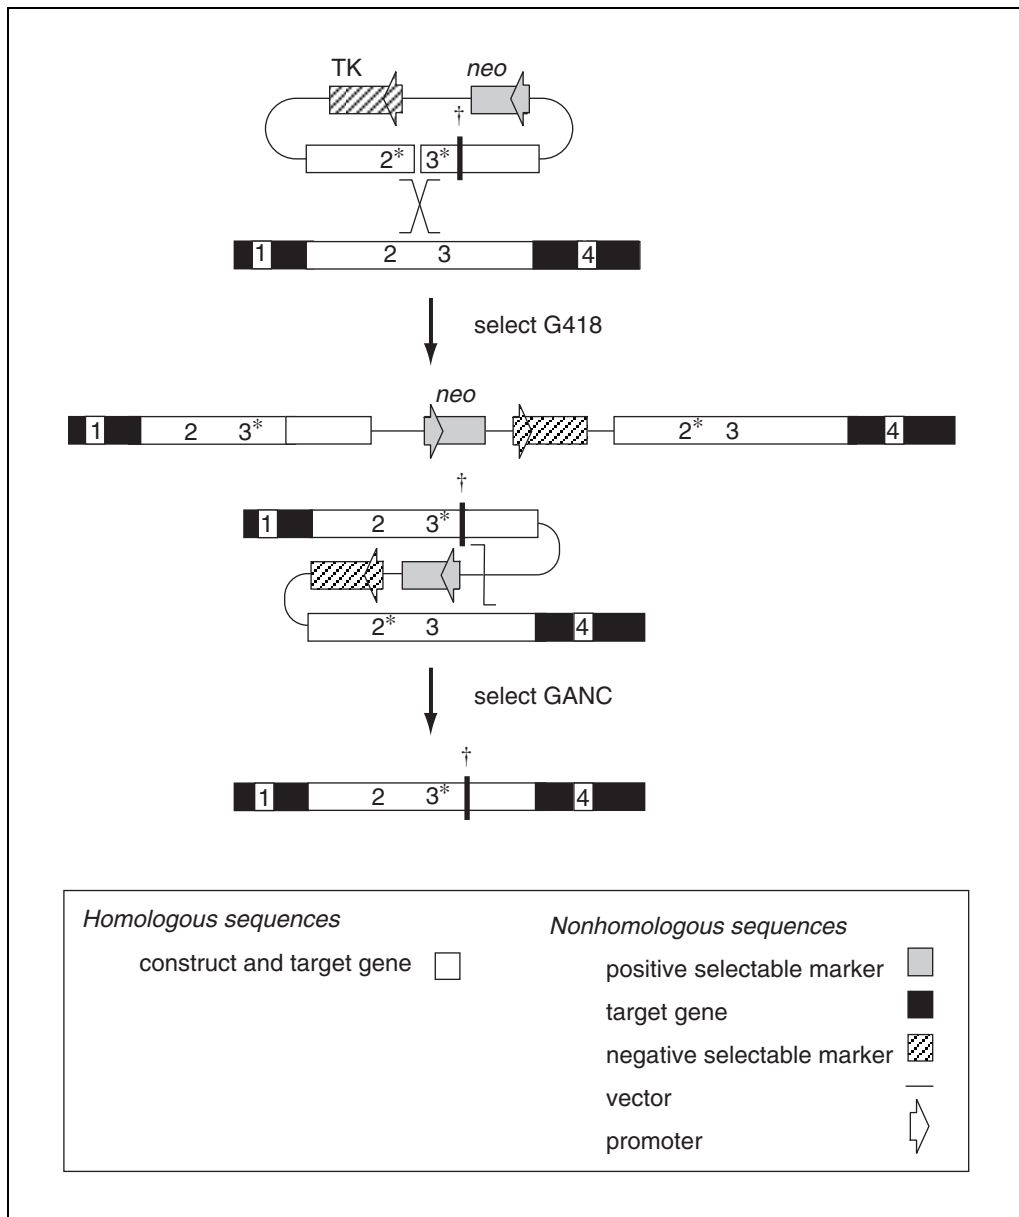 TK neo
†
2* 3*
1 2 3 4
select G418
neo
1 2 3* 2* 3 4
†
1 2 3*
2* 3 4
select GANC
†
1 2 3* 4
Homologous sequences
construct and target gene
Nonhomologous sequences
positive selectable marker
target gene
negative selectable marker
vector
promoter